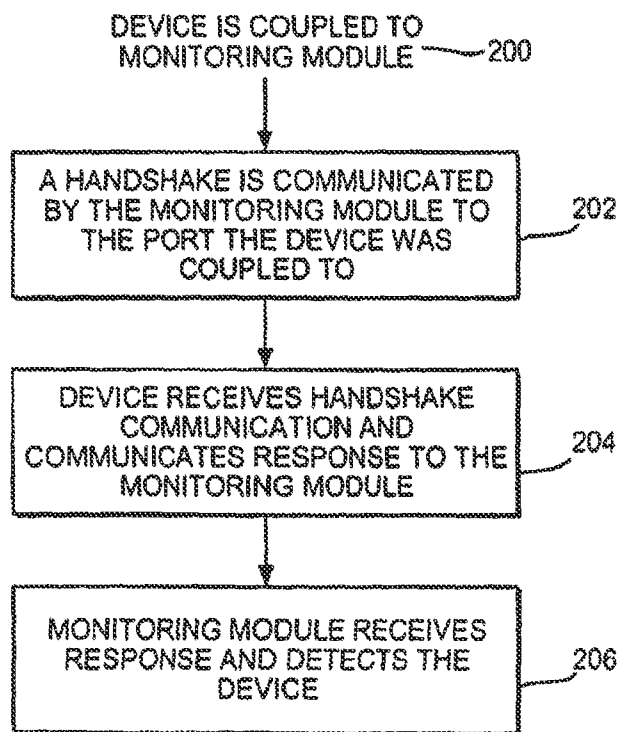 DEVICE IS COUPLED TO
MONITORING MODULE
200
A HANDSHAKE IS COMMUNICATED
BY THE MONITORING MODULE TO
THE PORT THE DEVICE WAS
COUPLED TO
202
DEVICE RECEIVES HANDSHAKE
COMMUNICATION AND
COMMUNICATES RESPONSE TO THE
MONITORING MODULE
204
MONITORING MODULE RECEIVES
RESPONSE AND DETECTS THE
DEVICE
206